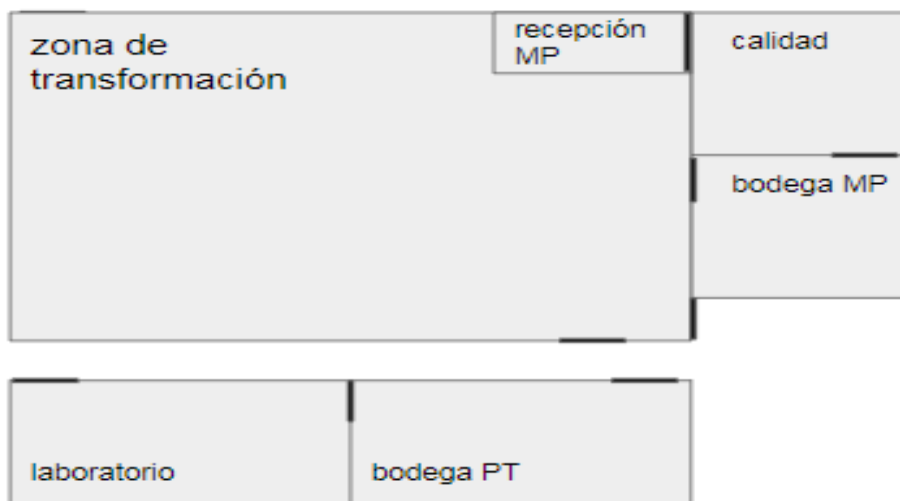 zona de
transformación
recepción
MP
calidad
bodega MP
laboratorio
bodega PT